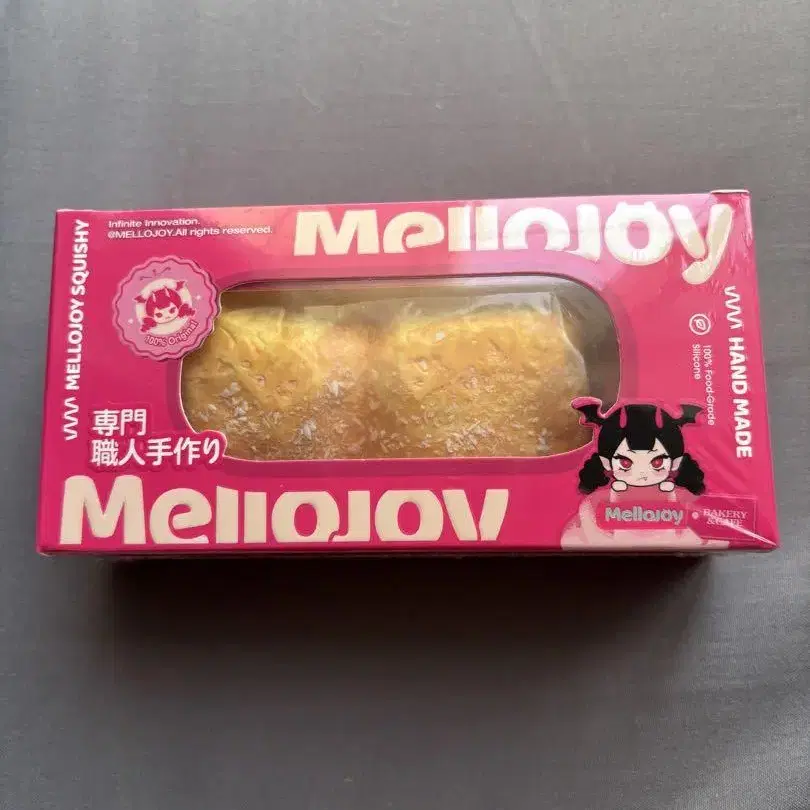 Infinite Innovation.
@MELLOJOY.All rights reserved.
MelloJoy
MELLOJOY SQUISHY
100% Original
HAND MADE
100% Food-Grade
Silicone
専門
職人手作り
MelloJoy
MelloJoy
BAKERY
&CAFE